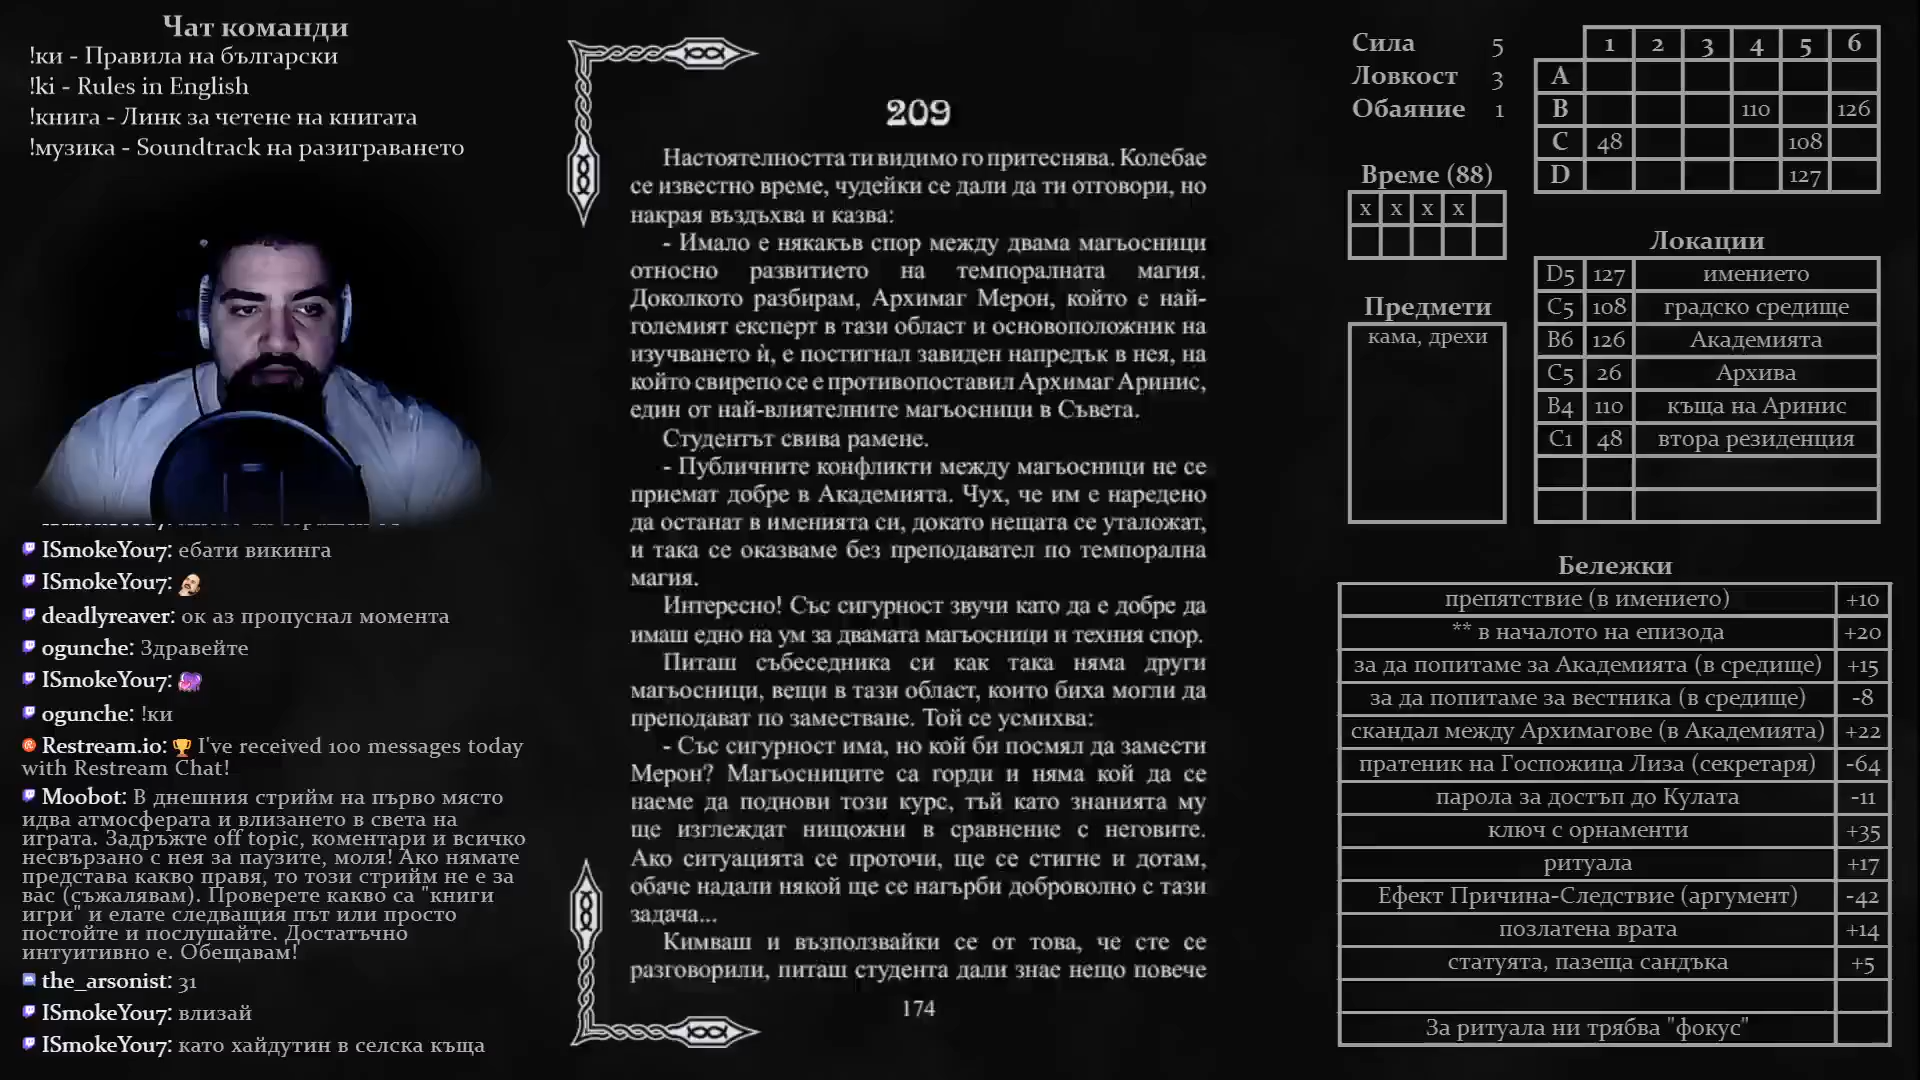 Чат команди
!ки - Правила на български
!ki - Rules in English
!книга - Линк за четене на книгата
!музика - Soundtrack на разиграването
ISmokeYou7: ебати викинга
ISmokeYou7:
deadlyreaver: ок аз пропуснал момента
ogunche: Здравейте
ISmokeYou7:
ogunche: !ки
Restream.io: 🏆 I've received 100 messages today
with Restream Chat!
Moobot: В днешния стрийм на първо място
идва атмосферата и влизането в света на
играта. Задръжте off topic, коментари и всичко
несвързано с нея за паузите, моля! Ако нямате
представа какво правя, то този стрийм не е за
вас (съжалявам). Проверете какво са "книги
игри" и елате следващия път или просто
постойте и послушайте. Достатъчно
интуитивно е. Обещавам!
the_arsonist: 31
ISmokeYou7: влизай
ISmokeYou7: като хайдутин в селска къща
209
Настоятелността ти видимо го притеснява. Колебае
се известно време, чудейки се дали да ти отговори, но
накрая въздъхва и казва:
- Имало е някакъв спор между двама магьосници
относно развитието на темпоралната магия.
Доколкото разбирам, Архимаг Мерон, който е най-
големият експерт в тази област и основоположник на
изучването ѝ, е постигнал завиден напредък в нея, на
който свирепо се е противопоставил Архимаг Аринис,
един от най-влиятелните магьосници в Съвета.
Студентът свива рамене.
- Публичните конфликти между магьосници не се
приемат добре в Академията. Чух, че им е наредено
да останат в именията си, докато нещата се уталожат,
и така се оказваме без преподавател по темпорална
магия.
Интересно! Със сигурност звучи като да е добре да
имаш едно на ум за двамата магьосници и техния спор.
Питаш събеседника си как така няма други
магьосници, вещи в тази област, които биха могли да
преподават по заместване. Той се усмихва:
- Със сигурност има, но кой би посмял да замести
Мерон? Магьосниците са горди и няма кой да се
наеме да поднови този курс, тъй като знанията му
ще изглеждат нищожни в сравнение с неговите.
Ако ситуацията се проточи, ще се стигне и дотам,
обаче надали някой ще се нагърби доброволно с тази
задача...
Кимваш и възползвайки се от това, че сте се
разговорили, питаш студента дали знае нещо повече
174
Сила 5
Ловкост 3
Обаяние 1
Време (88)
x x x x
Предмети
кама, дрехи
1 2 3 4 5 6
A
B 110 126
C 48 108
D 127
Локации
D5 127 имението
C5 108 градско средище
B6 126 Академията
C5 26 Архива
B4 110 къща на Аринис
C1 48 втора резиденция
Бележки
препятствие (в имението) +10
** в началото на епизода +20
за да попитаме за Академията (в средище) +15
за да попитаме за вестника (в средище) -8
скандал между Архимагове (в Академията) +22
пратеник на Госпожица Лиза (секретаря) -64
парола за достъп до Кулата -11
ключ с орнаменти +35
ритуала +17
Ефект Причина-Следствие (аргумент) -42
позлатена врата +14
статуята, пазеща сандъка +5
За ритуала ни трябва "фокус"